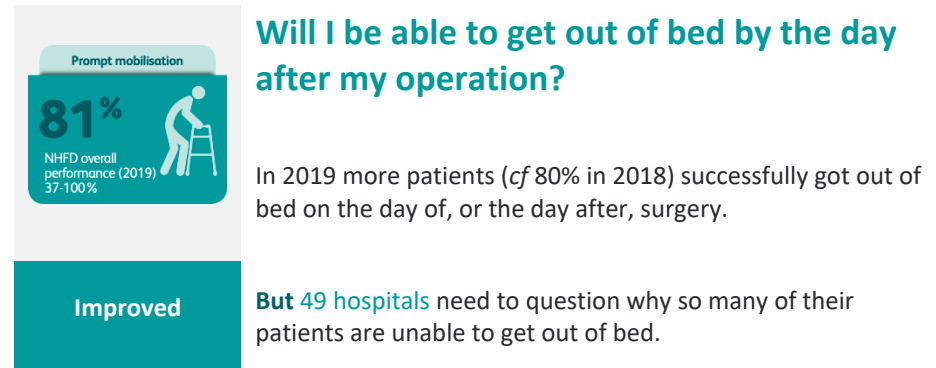 Prompt mobilisation
81%
NHFD overall
performance (2019)
37-100%
Improved
Will I be able to get out of bed by the day
after my operation?
In 2019 more patients (cf 80% in 2018) successfully got out of
bed on the day of, or the day after, surgery.
But 49 hospitals need to question why so many of their
patients are unable to get out of bed.